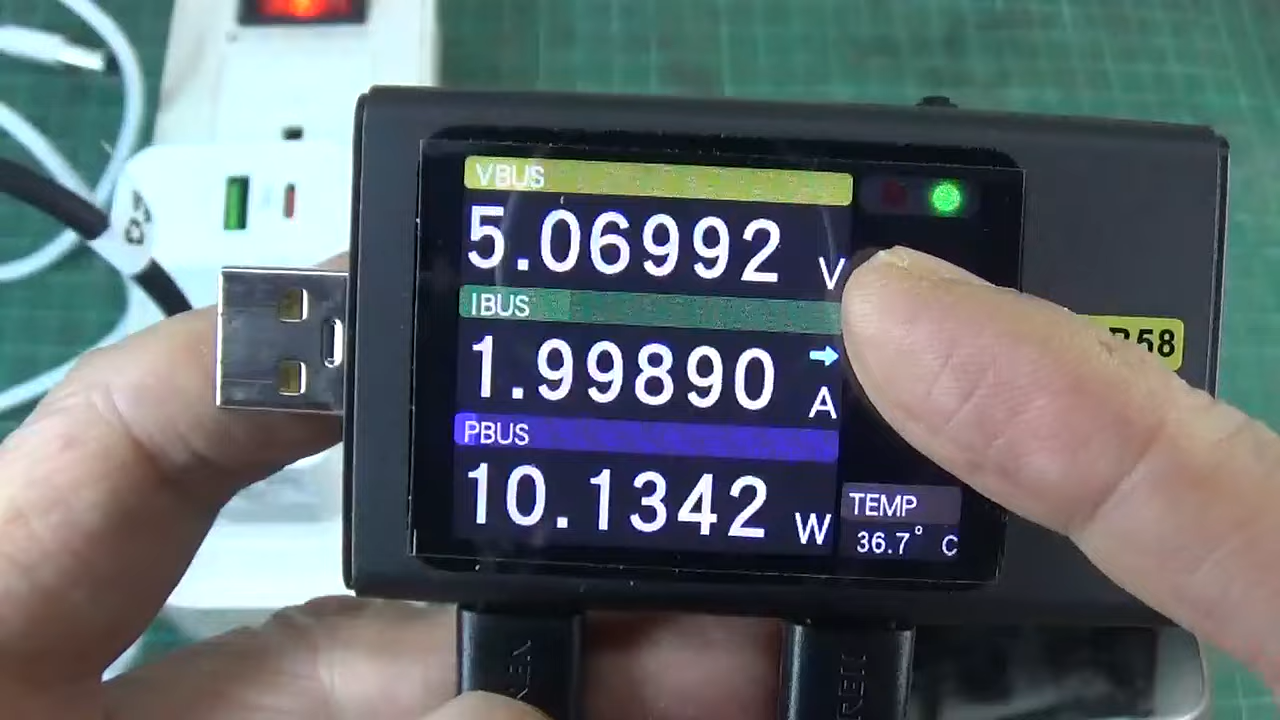 VBUS
5.06992 V
IBUS
1.99890 A
PBUS
10.1342 W
TEMP
36.7° C